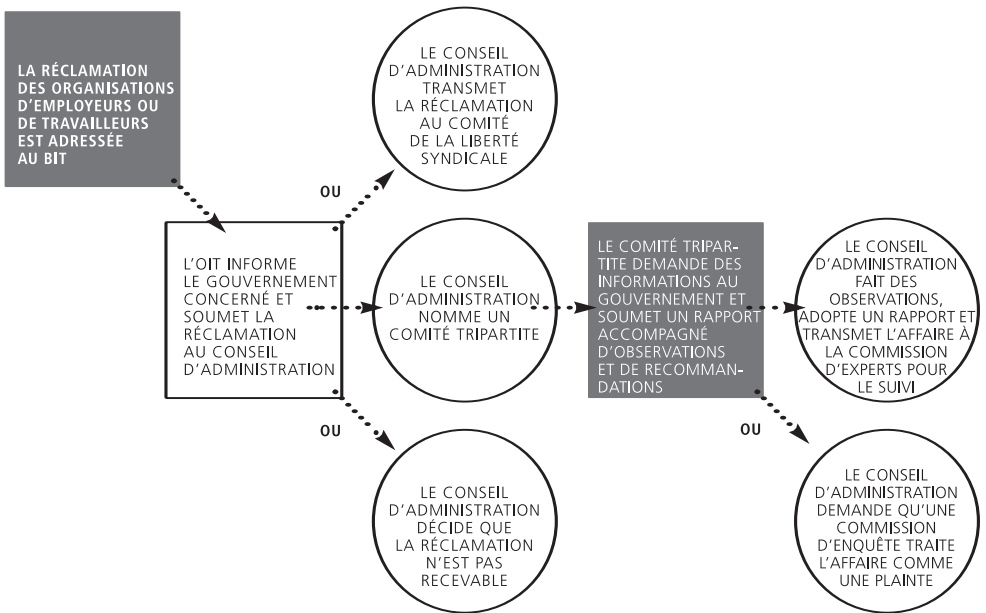 LA RÉCLAMATION
DES ORGANISATIONS
D'EMPLOYEURS OU
DE TRAVAILLEURS
EST ADRESSÉE
AU BIT
LE CONSEIL
D'ADMINISTRATION
TRANSMET
LA RÉCLAMATION
AU COMITÉ
DE LA LIBERTÉ
SYNDICALE
OU
L'OIT INFORME
LE GOUVERNEMENT
CONCERNÉ ET
SOUMET LA
RÉCLAMATION
AU CONSEIL
D'ADMINISTRATION
LE CONSEIL
D'ADMINISTRATION
NOMME UN
COMITÉ TRIPARTITE
LE COMITÉ TRIPAR-
TITE DEMANDE DES
INFORMATIONS AU
GOUVERNEMENT ET
SOUMET UN RAPPORT
ACCOMPAGNÉ
D'OBSERVATIONS
ET DE RECOMMAN-
DATIONS
LE CONSEIL
D'ADMINISTRATION
FAIT DES
OBSERVATIONS,
ADOPTE UN RAPPORT ET
TRANSMET L'AFFAIRE À
LA COMMISSION
D'EXPERTS POUR
LE SUIVI
OU
OU
LE CONSEIL
D'ADMINISTRATION
DÉCIDE QUE
LA RÉCLAMATION
N'EST PAS
RECEVABLE
LE CONSEIL
D'ADMINISTRATION
DEMANDE QU'UNE
COMMISSION
D'ENQUÊTE TRAITE
L'AFFAIRE COMME
UNE PLAINTE